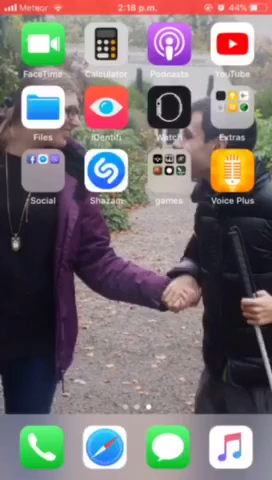 Meteor 2:18 p.m. 44%
FaceTime Calculator Podcasts YouTube
Files IDentifi Watch Extras
Social Shazam games Voice Plus